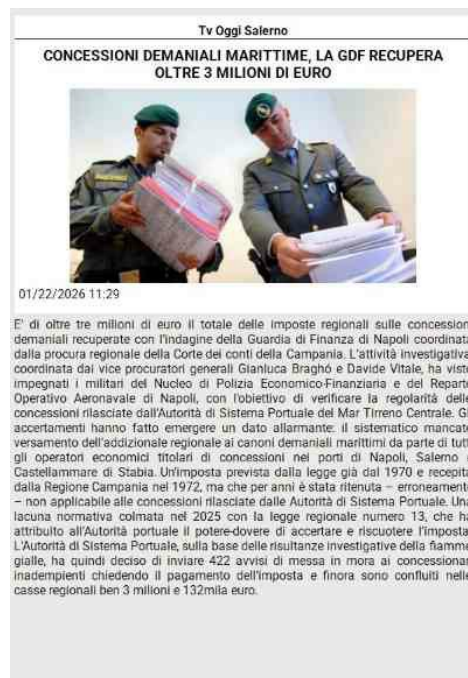 Tv Oggi Salerno
CONCESSIONI DEMANIALI MARITTIME, LA GDF RECUPERA
OLTRE 3 MILIONI DI EURO
01/22/2026 11:29
E' di oltre tre milioni di euro il totale delle imposte regionali sulle concession
demaniali recuperate con l'indagine della Guardia di Finanza di Napoli coordinata
dalla procura regionale della Corte dei conti della Campania. L'attività investigativa,
coordinata dai vice procuratori generali Gianluca Braghò e Davide Vitale, ha visto
impegnati i militari del Nucleo di Polizia Economico-Finanziaria e del Reparto
Operativo Aeronavale di Napoli, con l'obiettivo di verificare la regolarità delle
concessioni rilasciate dall'Autorità di Sistema Portuale del Mar Tirreno Centrale. G
accertamenti hanno fatto emergere un dato allarmante: il sistematico mancato
versamento dell'addizionale regionale ai canoni demaniali marittimi da parte di tutt
gli operatori economici titolari di concessioni nei porti di Napoli, Salerno
Castellammare di Stabia. Un'imposta prevista dalla legge già dal 1970 e recepita
dalla Regione Campania nel 1972, ma che per anni è stata ritenuta – erroneamente
– non applicabile alle concessioni rilasciate dalle Autorità di Sistema Portuale. Una
lacuna normativa colmata nel 2025 con la legge regionale numero 13, che ha
attribuito all'Autorità portuale il potere-dovere di accertare e riscuotere l'imposta.
L'Autorità di Sistema Portuale, sulla base delle risultanze investigative della fiamme
gialle, ha quindi deciso di inviare 422 avvisi di messa in mora ai concessionar
inadempienti chiedendo il pagamento dell'imposta e finora sono confluiti nelle
casse regionali ben 3 milioni e 132mila euro.